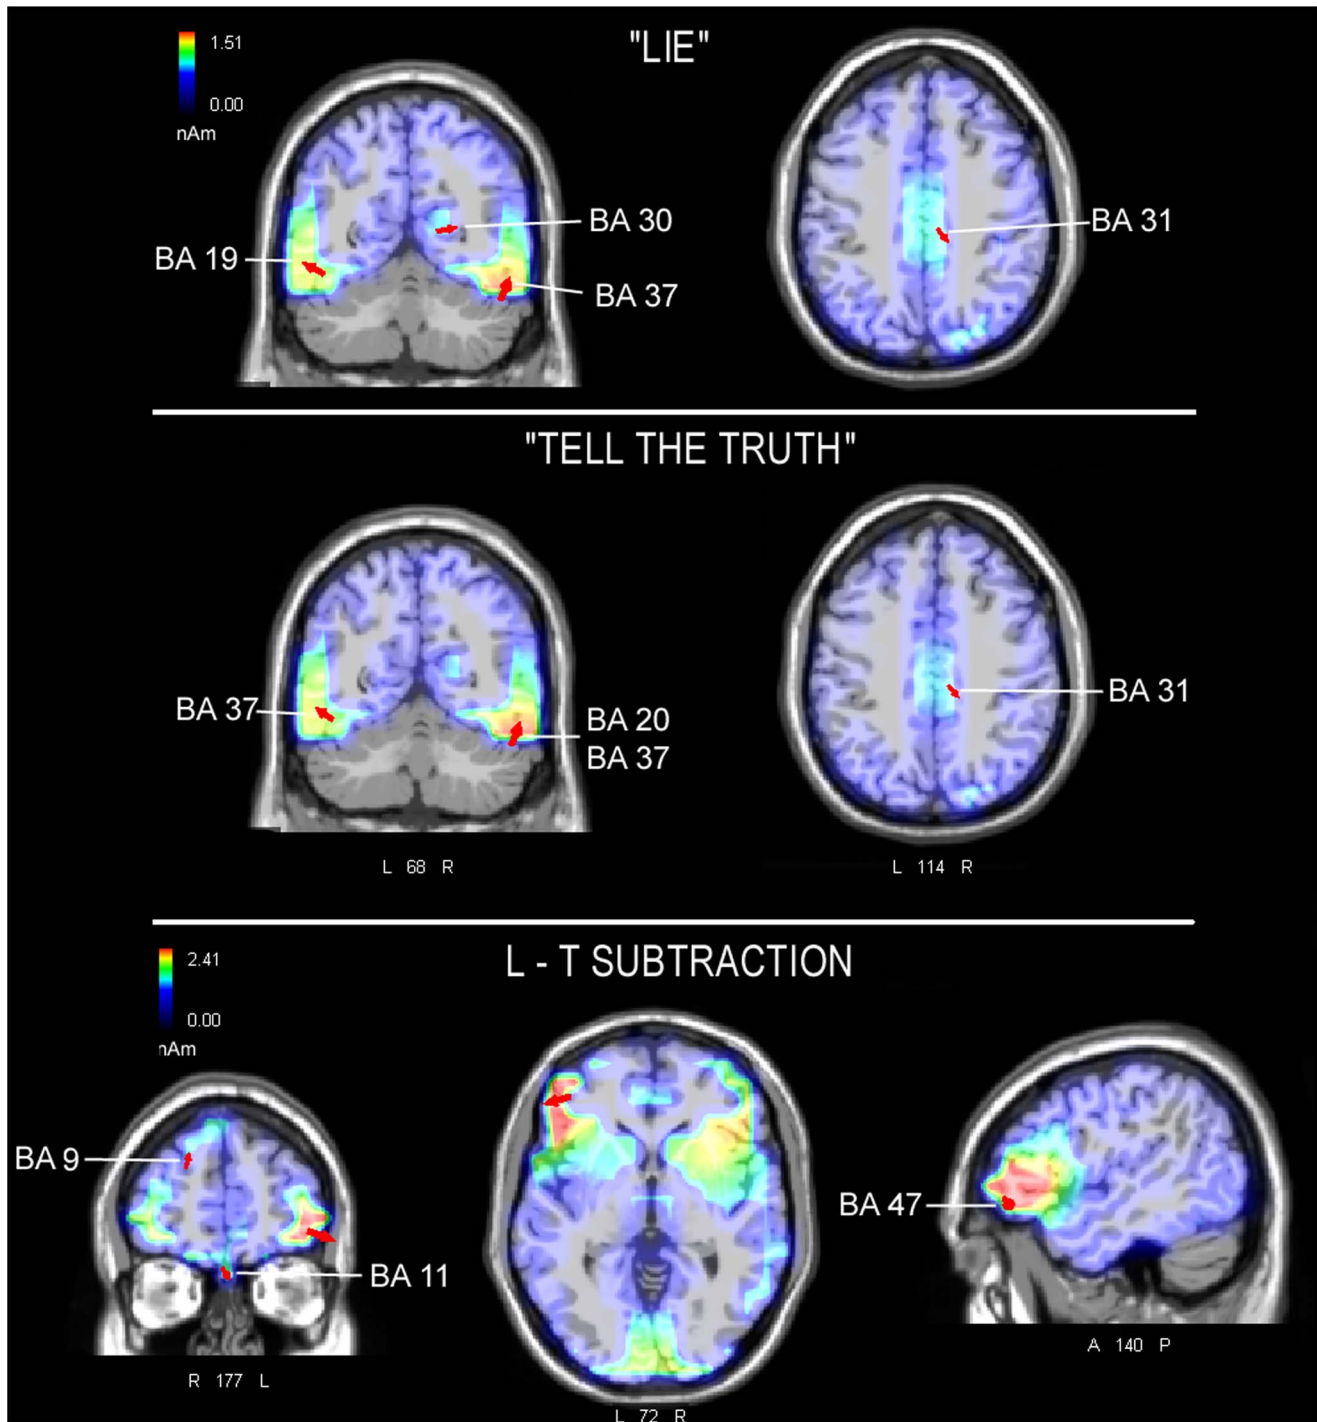 "LIE"
1.51
0.00
nAm
BA 30
BA 19
BA 37
BA 31
"TELL THE TRUTH"
BA 37
BA 20
BA 37
BA 31
L 68 R
L 114 R
L - T SUBTRACTION
2.41
0.00
nAm
BA 9
BA 11
BA 47
R 177 L
L 72 R
A 140 P